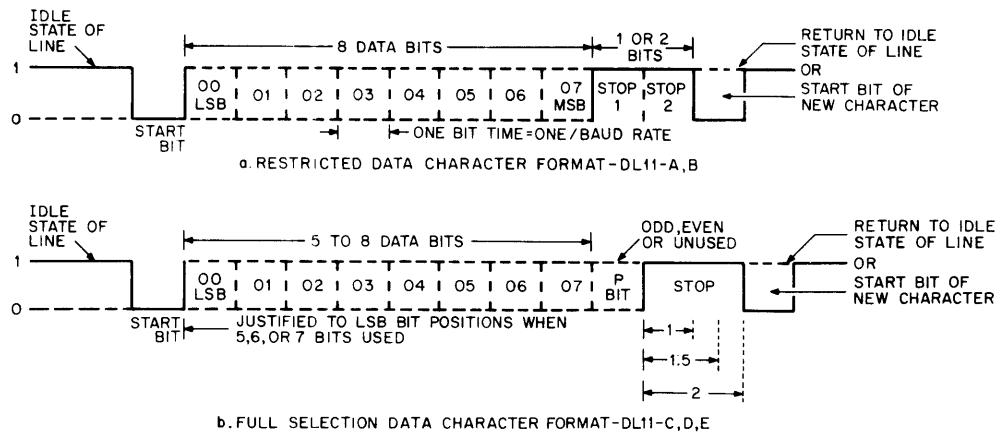 IDLE
STATE OF
LINE
8 DATA BITS
1 OR 2
BITS
RETURN TO IDLE
STATE OF LINE
OR
START BIT OF
NEW CHARACTER
1
0
START
BIT
00
LSB
01
02
03
04
05
06
07
MSB
STOP
1
STOP
2
ONE BIT TIME=ONE/BAUD RATE
a. RESTRICTED DATA CHARACTER FORMAT-DL11-A,B
IDLE
STATE OF
LINE
5 TO 8 DATA BITS
ODD,EVEN
OR UNUSED
RETURN TO IDLE
STATE OF LINE
OR
START BIT OF
NEW CHARACTER
1
0
START
BIT
00
LSB
01
02
03
04
05
06
07
P
BIT
STOP
JUSTIFIED TO LSB BIT POSITIONS WHEN
5,6,OR 7 BITS USED
1
1.5
2
b. FULL SELECTION DATA CHARACTER FORMAT-DL11-C,D,E